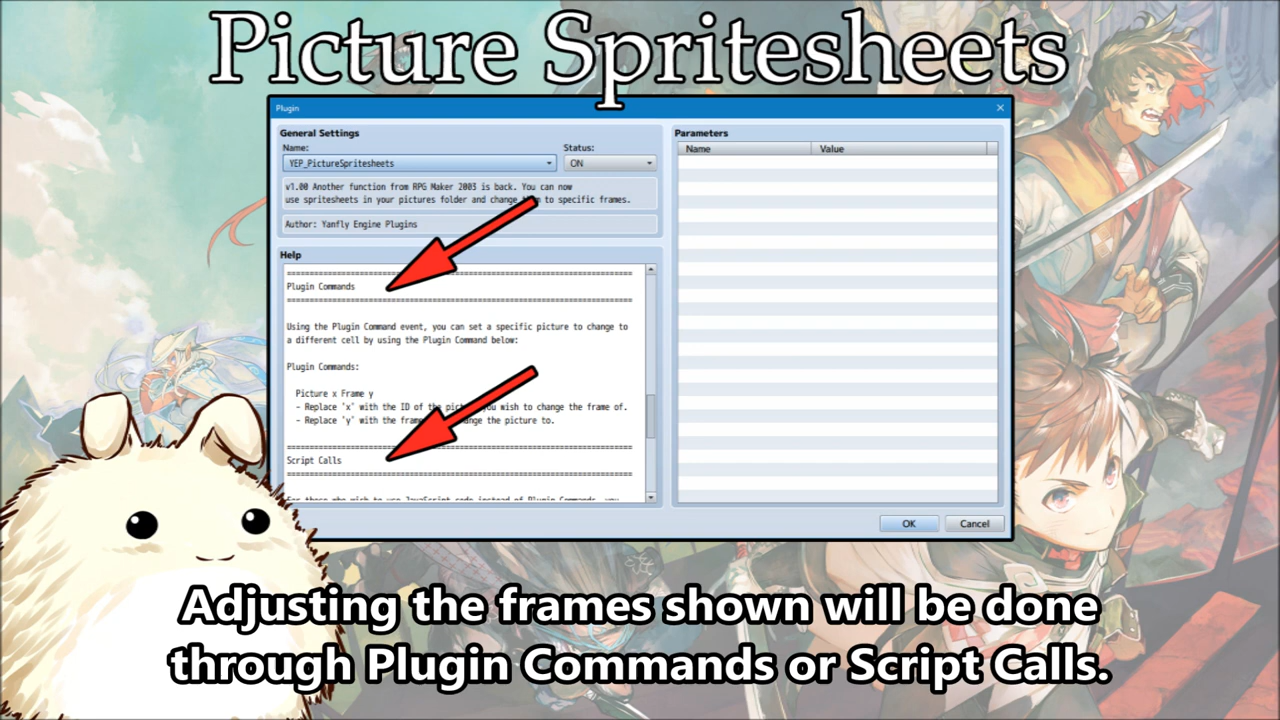 Picture Spritesheets
Plugin
General Settings
Name:
Status:
YEP_PictureSpritesheets
ON
v1.00 Another function from RPG Maker 2003 is back. You can now
use spritesheets in your pictures folder and change to specific frames.
Author: Yanfly Engine Plugins
Help
================================================================================
Plugin Commands
================================================================================
Using the Plugin Command event, you can set a specific picture to change to
a different cell by using the Plugin Command below:
Plugin Commands:
Picture x Frame y
- Replace 'x' with the ID of the you wish to change the frame of.
- Replace 'y' with the the picture to.
================================================================================
Script Calls
================================================================================
Parameters
Name
Value
OK
Cancel
Adjusting the frames shown will be done
through Plugin Commands or Script Calls.